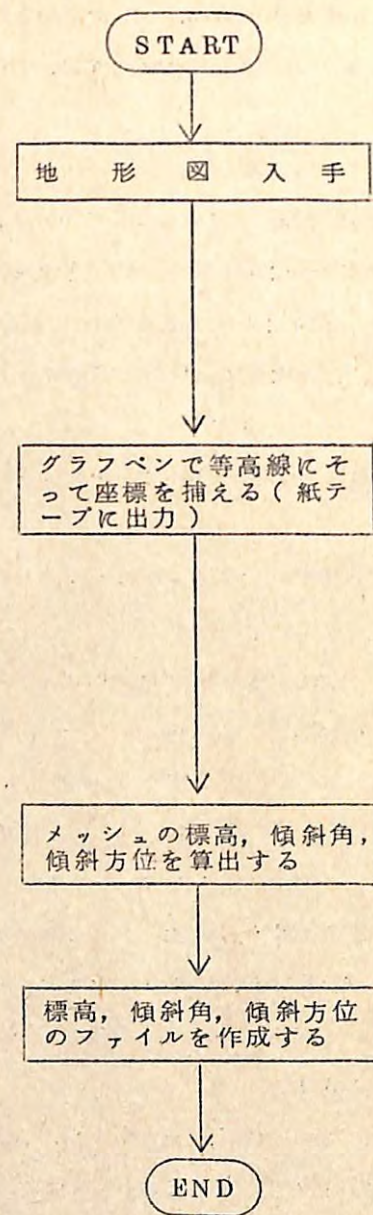 START
地形図入手
グラフペンで等高線にそ
って座標を捕える(紙テ
ープに出力)
メッシュの標高,傾斜角,
傾斜方位を算出する
標高,傾斜角,傾斜方位
のファイルを作成する
END